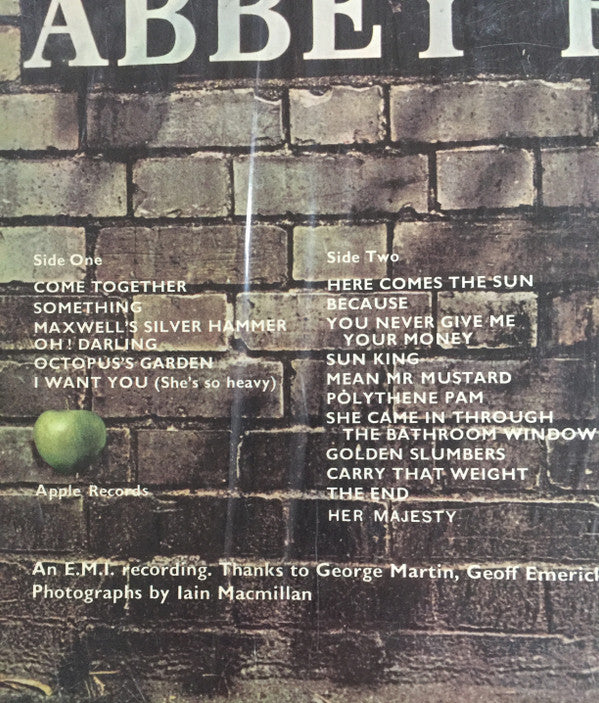 ABBEY
Side One
COME TOGETHER
SOMETHING
MAXWELL'S SILVER HAMMER
OH! DARLING
OCTOPUS'S GARDEN
I WANT YOU (She's so heavy)
Apple Records
Side Two
HERE COMES THE SUN
BECAUSE
YOU NEVER GIVE ME
YOUR MONEY
SUN KING
MEAN MR MUSTARD
POLYTHENE PAM
SHE CAME IN THROUGH
THE BATHROOM WINDOW
GOLDEN SLUMBERS
CARRY THAT WEIGHT
THE END
HER MAJESTY
An E.M.I. recording. Thanks to George Martin, Geoff Emerick
Photographs by Iain Macmillan